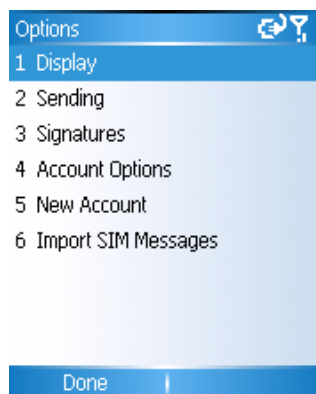 Options
1 Display
2 Sending
3 Signatures
4 Account Options
5 New Account
6 Import SIM Messages
Done